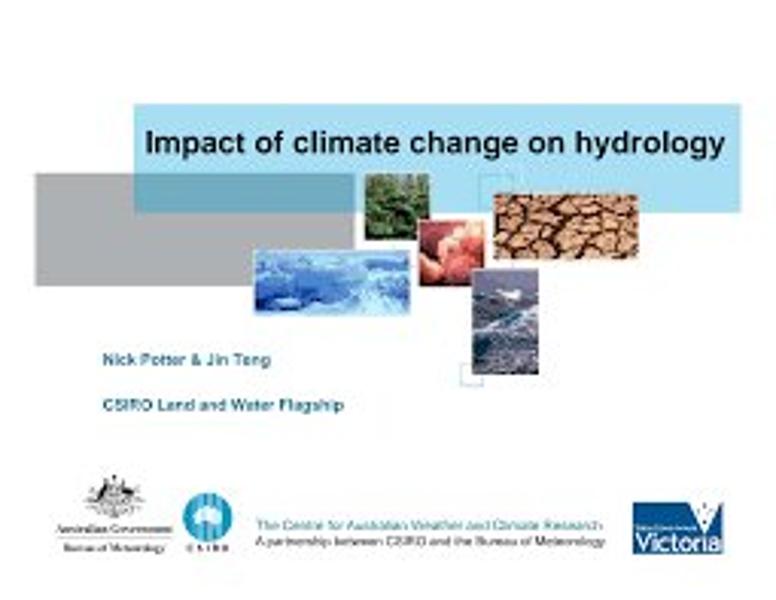 Impact of climate change on hydrology
Nick Potter & Jin Teng
CSIRO Land and Water Flagship
Australian Government
Bureau of Meteorology
CSIRO
The Centre for Australian Weather and Climate Research
A partnership between CSIRO and the Bureau of Meteorology
Victoria